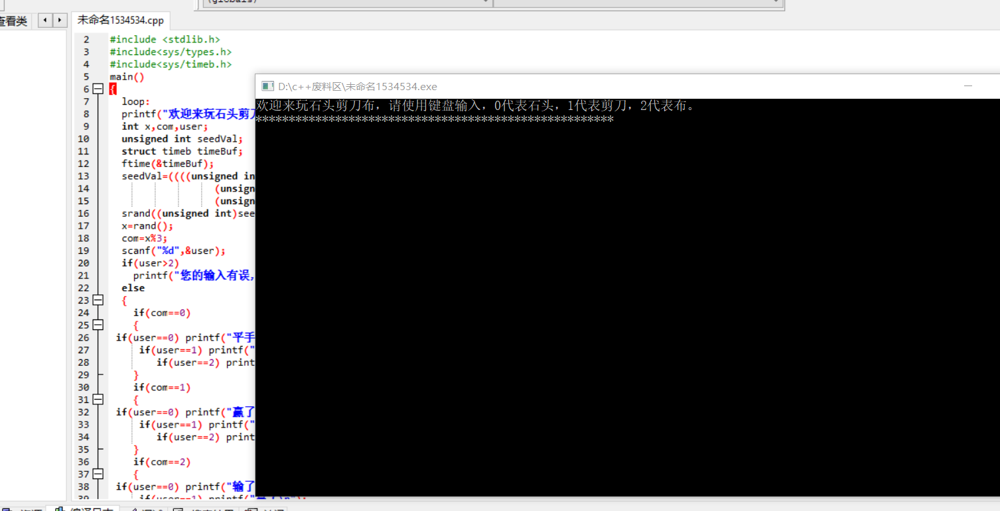 查看类
未命名1534534.cpp
2 #include <stdlib.h>
3 #include<sys/types.h>
4 #include<sys/timeb.h>
5 main()
6 {
7 loop:
8 printf("欢迎来玩石头剪刀
9 int x,com,user;
10 unsigned int seedVal;
11 struct timeb timeBuf;
12 ftime(&timeBuf);
13 seedVal=((((unsigned in
14 (unsign
15 (unsign
16 srand((unsigned int)see
17 x=rand();
18 com=x%3;
19 scanf("%d",&user);
20 if(user>2)
21 printf("您的输入有误,
22 else
23 {
24 if(com==0)
25 {
26 if(user==0) printf("平手
27 if(user==1) printf("
28 if(user==2) print
29 }
30 if(com==1)
31 {
32 if(user==0) printf("赢了
33 if(user==1) printf("
34 if(user==2) print
35 }
36 if(com==2)
37 {
38 if(user==0) printf("输了
39 if(user==1) printf("
D:\c++废料区\未命名1534534.exe
欢迎来玩石头剪刀布，请使用键盘输入，0代表石头，1代表剪刀，2代表布。
******************************************************